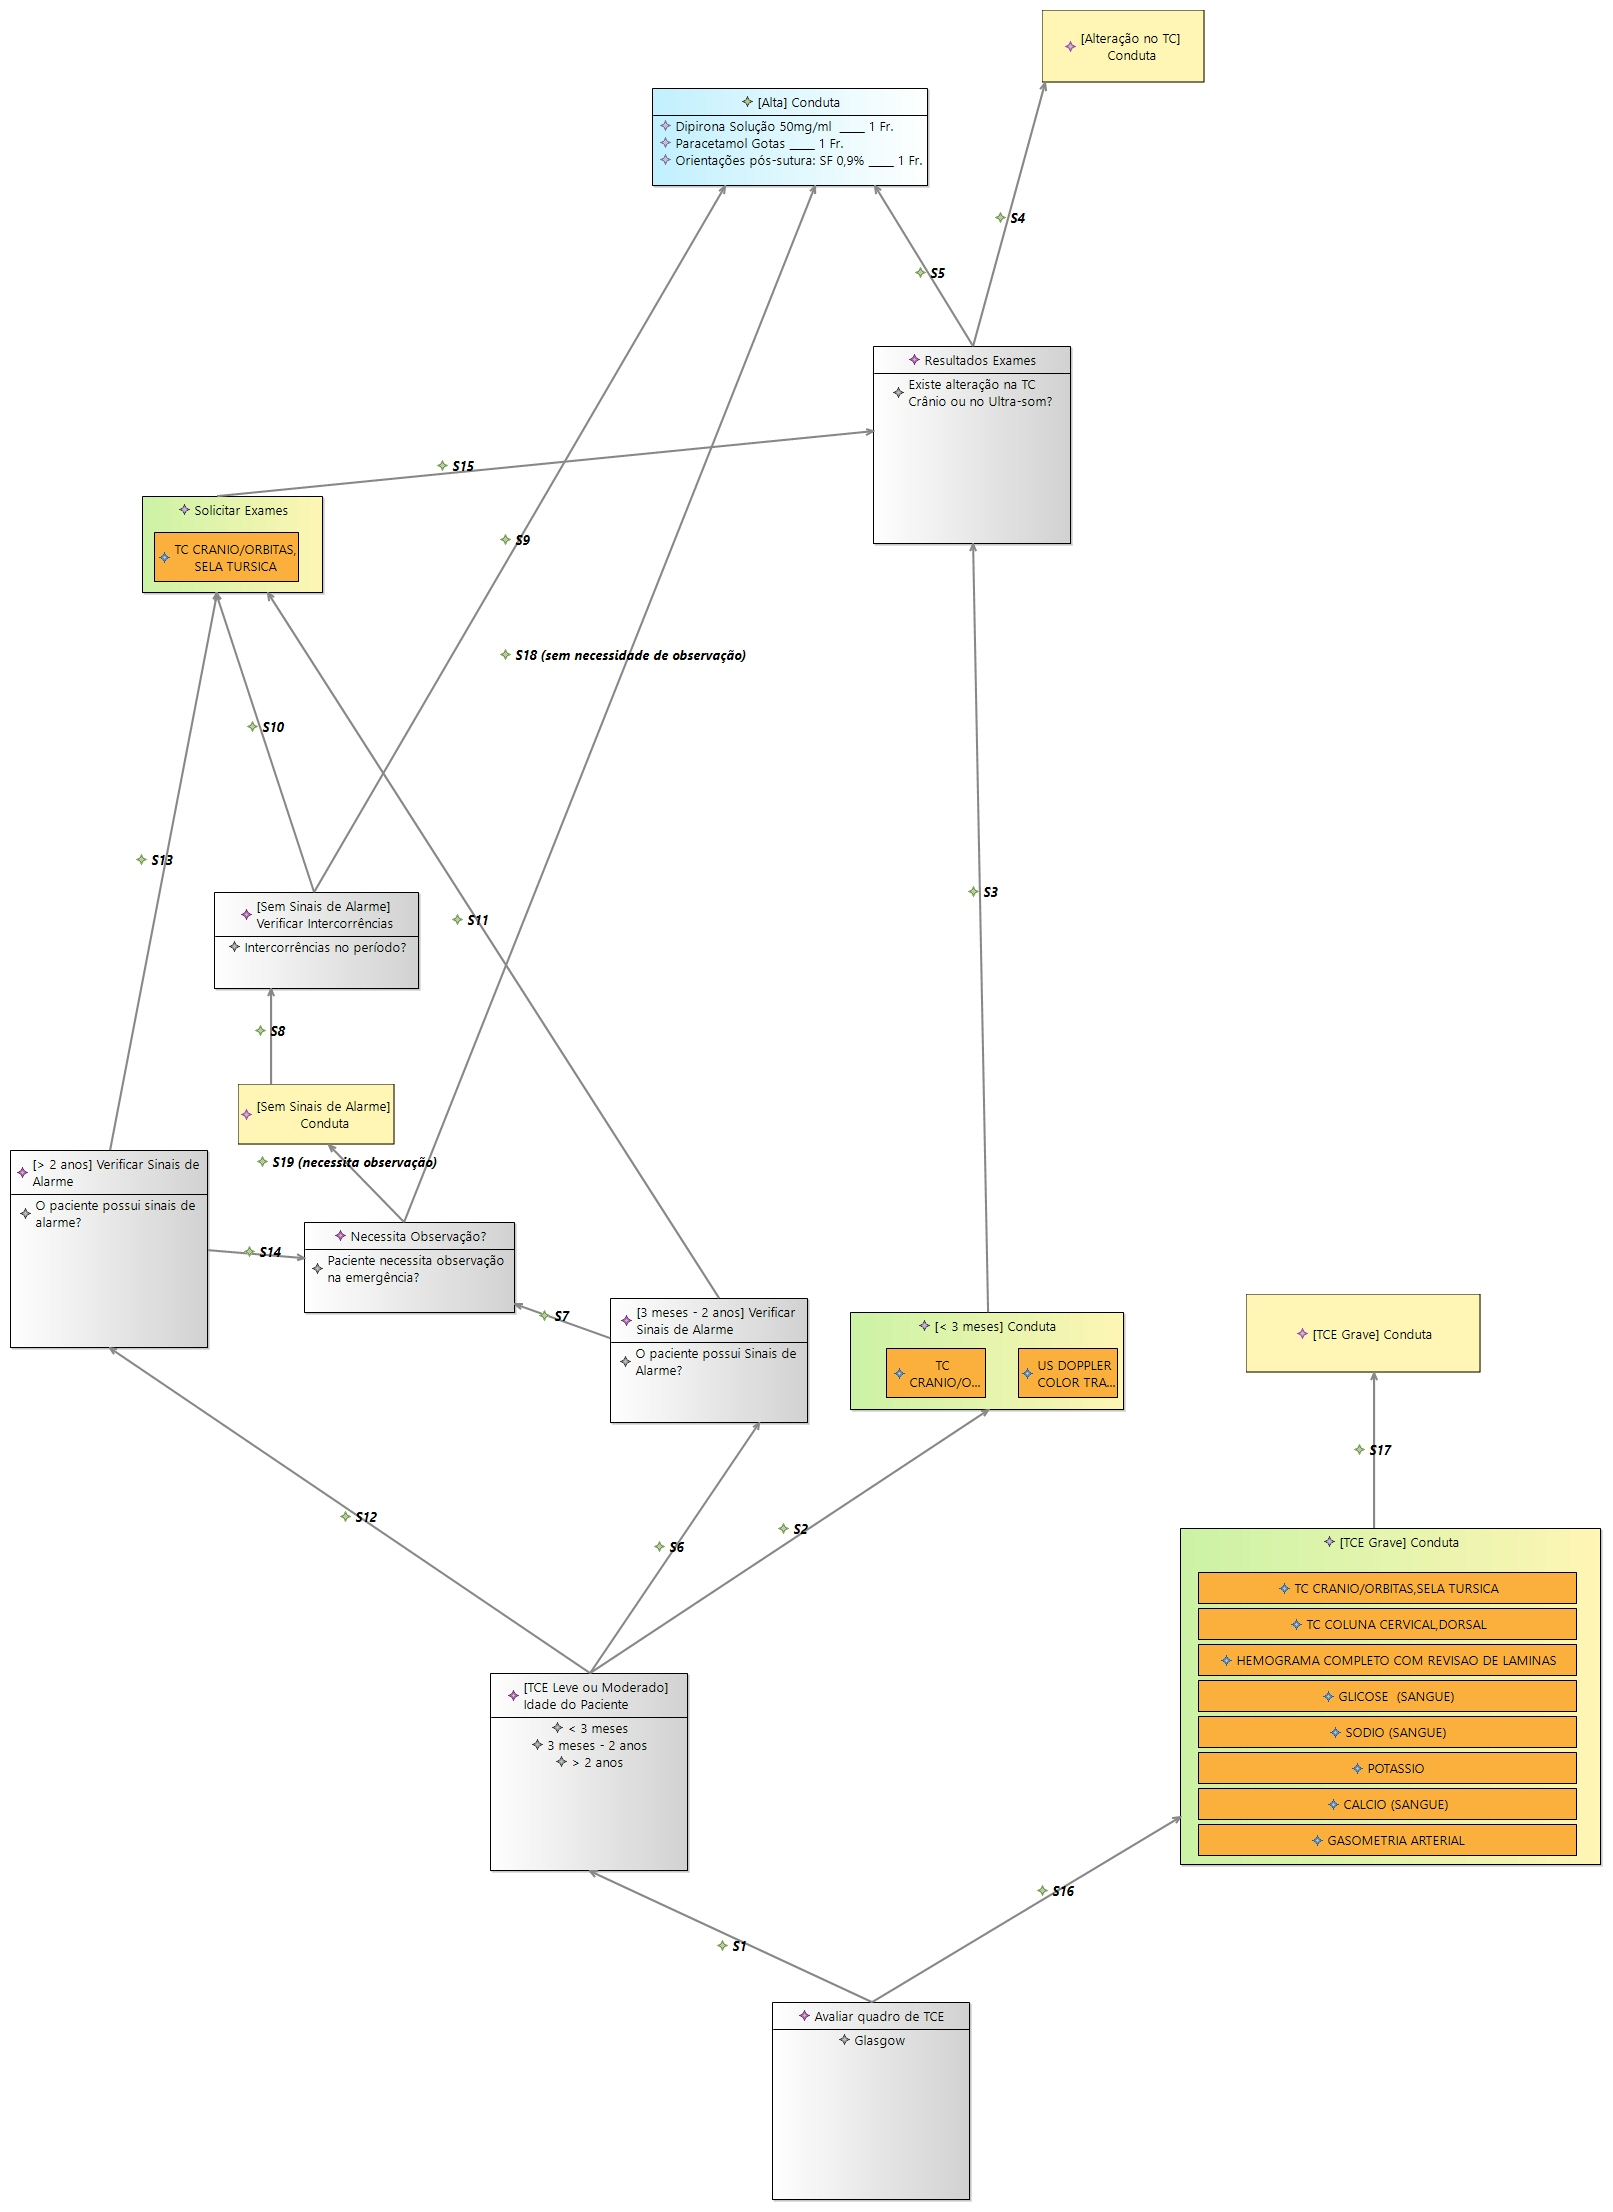 [Alteração no TC]
Conduta
[Alta] Conduta
Dipirona Solução 50mg/ml ____ 1 Fr.
Paracetamol Gotas ____ 1 Fr.
Orientações pós-sutura: SF 0,9% ____ 1 Fr.
S4
S5
Resultados Exames
Existe alteração na TC
Crânio ou no Ultra-som?
S15
Solicitar Exames
TC CRANIO/ORBITAS,
SELA TURSICA
S9
S18 (sem necessidade de observação)
S10
S13
S3
[Sem Sinais de Alarme]
Verificar Intercorrências
Intercorrências no período?
S11
S8
[Sem Sinais de Alarme]
Conduta
S19 (necessita observação)
[> 2 anos] Verificar Sinais de
Alarme
O paciente possui sinais de
alarme?
S14
Necessita Observação?
Paciente necessita observação
na emergência?
S7
[3 meses - 2 anos] Verificar
Sinais de Alarme
O paciente possui Sinais de
Alarme?
[< 3 meses] Conduta
TC
CRANIO/O...
US DOPPLER
COLOR TRA...
[TCE Grave] Conduta
S17
S12
S6
S2
[TCE Grave] Conduta
TC CRANIO/ORBITAS,SELA TURSICA
TC COLUNA CERVICAL,DORSAL
HEMOGRAMA COMPLETO COM REVISAO DE LAMINAS
GLICOSE (SANGUE)
SODIO (SANGUE)
POTASSIO
CALCIO (SANGUE)
GASOMETRIA ARTERIAL
[TCE Leve ou Moderado]
Idade do Paciente
< 3 meses
3 meses - 2 anos
> 2 anos
S16
S1
Avaliar quadro de TCE
Glasgow